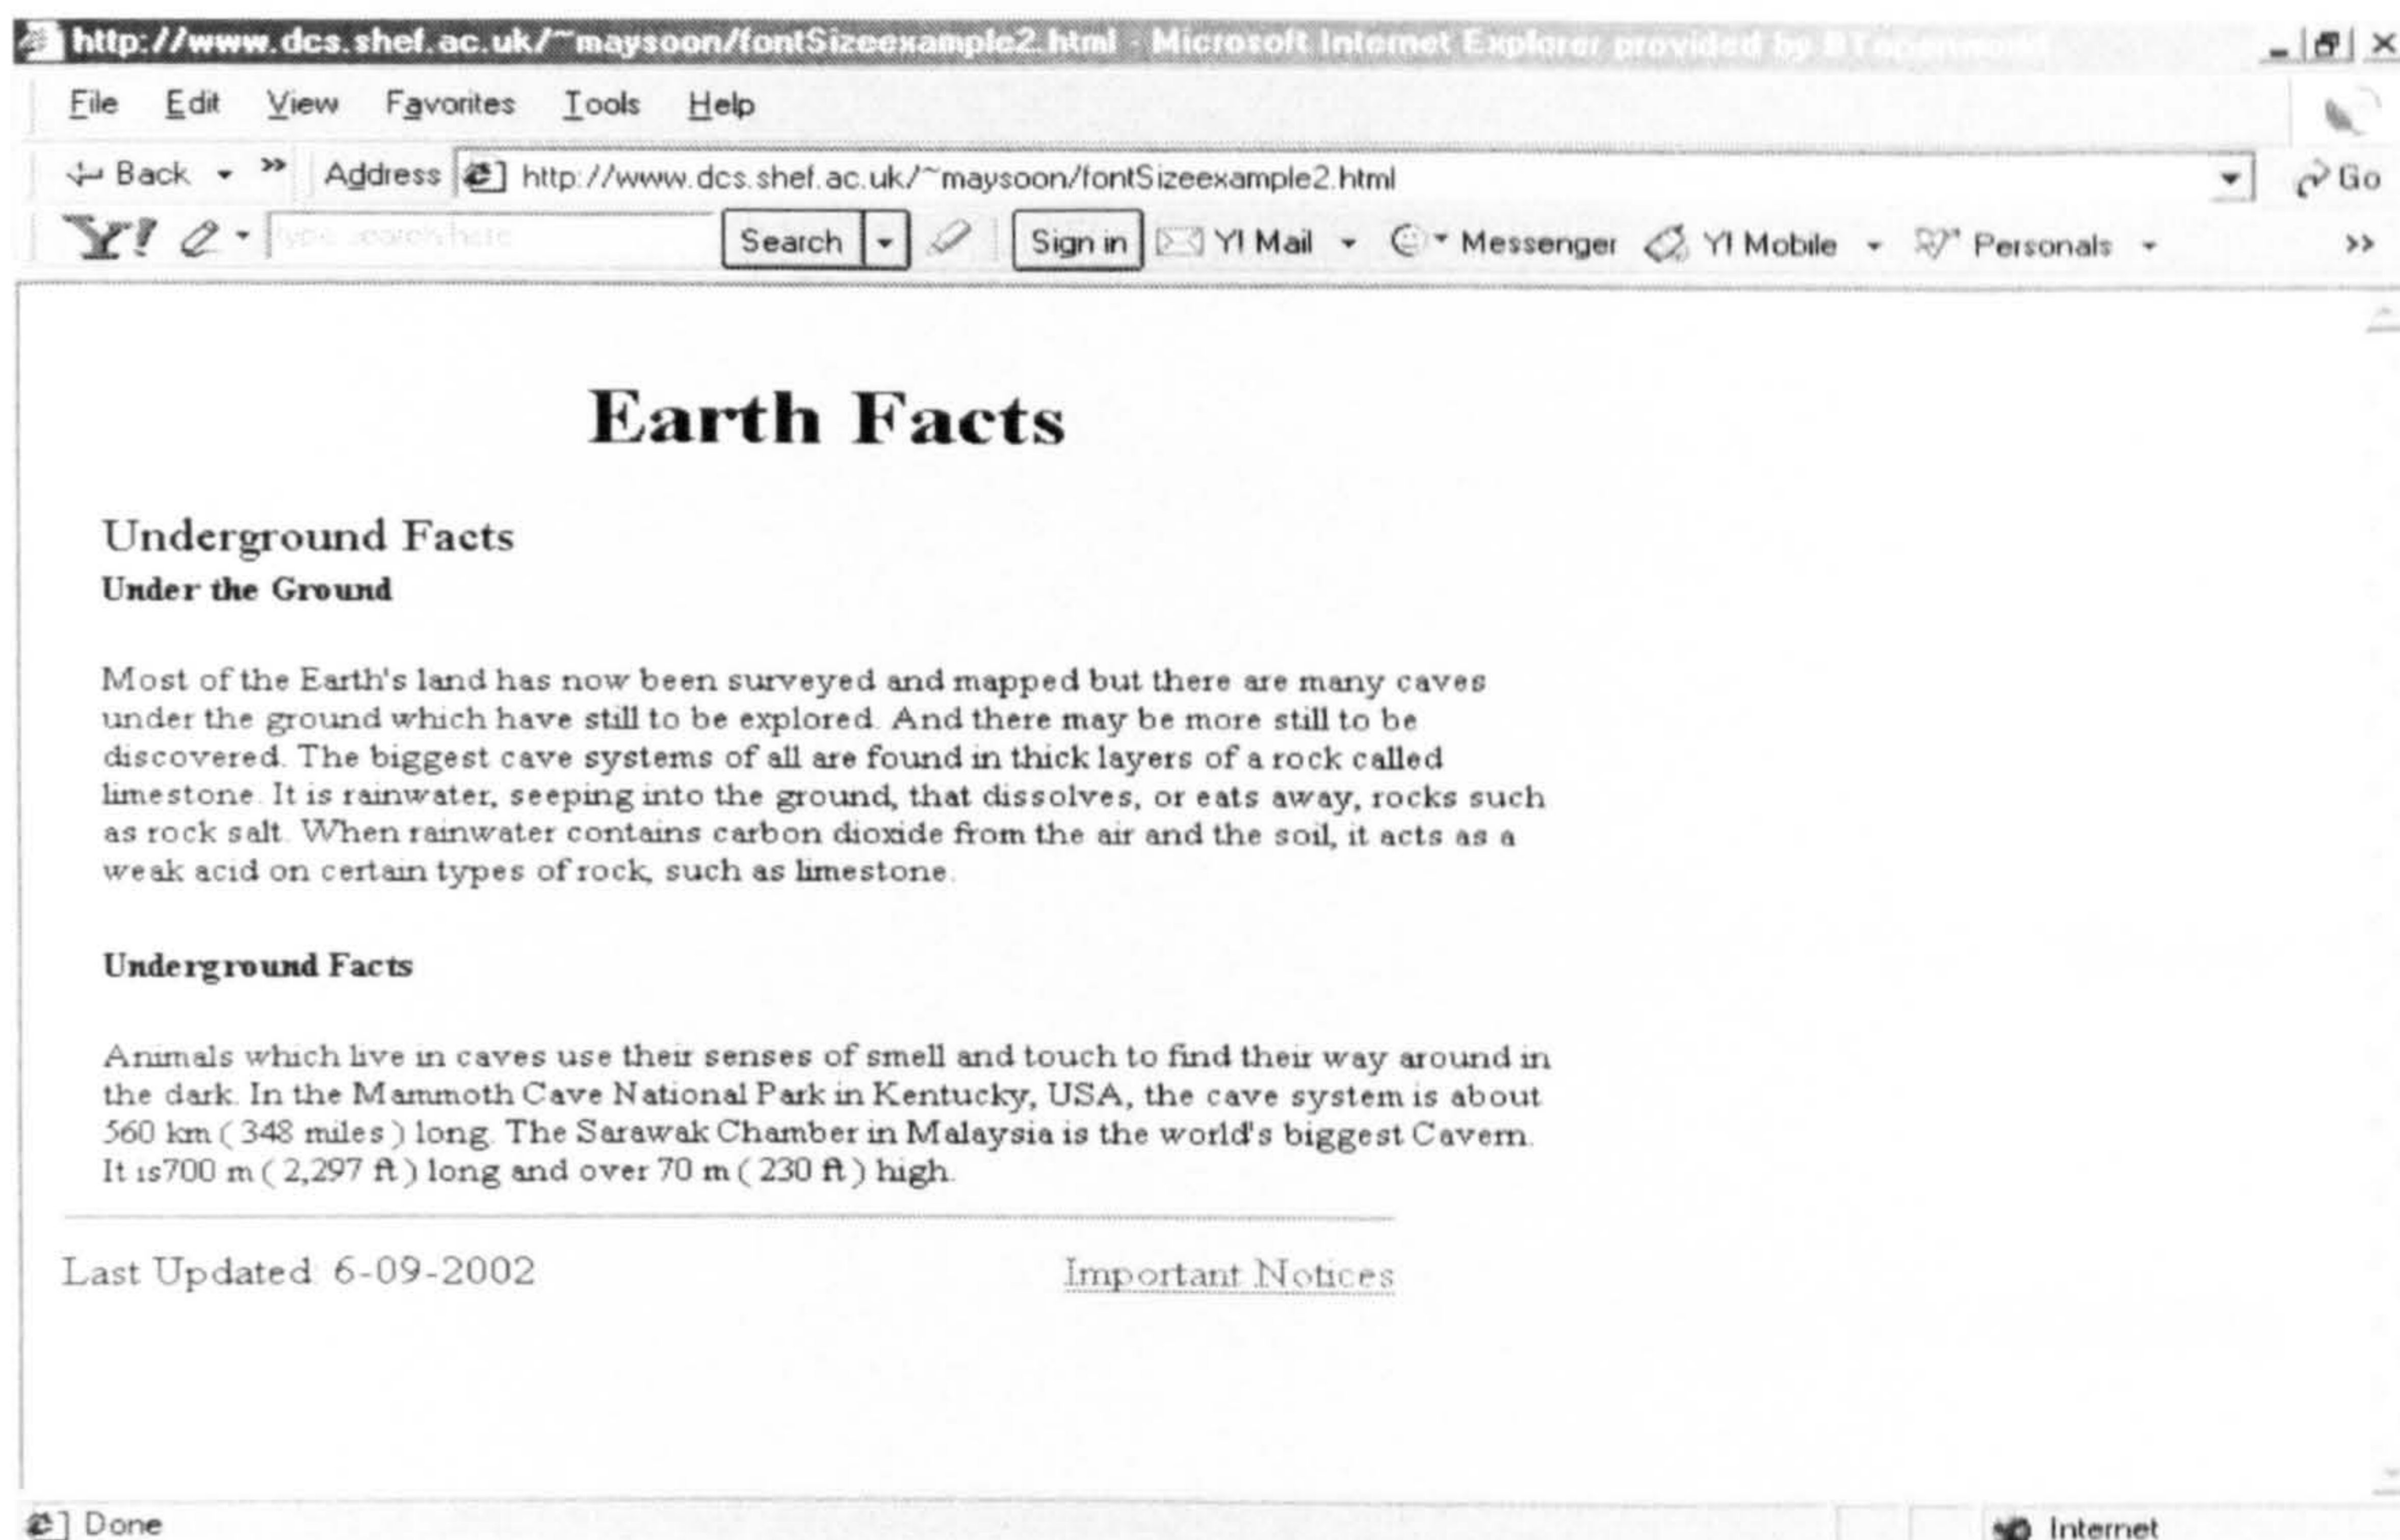 http://www.dcs.shef.ac.uk/~maysoon/fontSizeexample2.html - Microsoft Internet Explorer provided by BTopenworld
File Edit View Favorites Tools Help
Back Address http://www.dcs.shef.ac.uk/~maysoon/fontSizeexample2.html Go
Y! type search here Search Sign in Y! Mail Messenger Y! Mobile Personals
Earth Facts
Underground Facts
Under the Ground
Most of the Earth's land has now been surveyed and mapped but there are many caves
under the ground which have still to be explored. And there may be more still to be
discovered. The biggest cave systems of all are found in thick layers of a rock called
limestone. It is rainwater, seeping into the ground, that dissolves, or eats away, rocks such
as rock salt. When rainwater contains carbon dioxide from the air and the soil, it acts as a
weak acid on certain types of rock, such as limestone.
Underground Facts
Animals which live in caves use their senses of smell and touch to find their way around in
the dark. In the Mammoth Cave National Park in Kentucky, USA, the cave system is about
560 km ( 348 miles ) long. The Sarawak Chamber in Malaysia is the world's biggest Cavern.
It is700 m ( 2,297 ft ) long and over 70 m ( 230 ft ) high.
Last Updated 6-09-2002 Important Notices
Done Internet